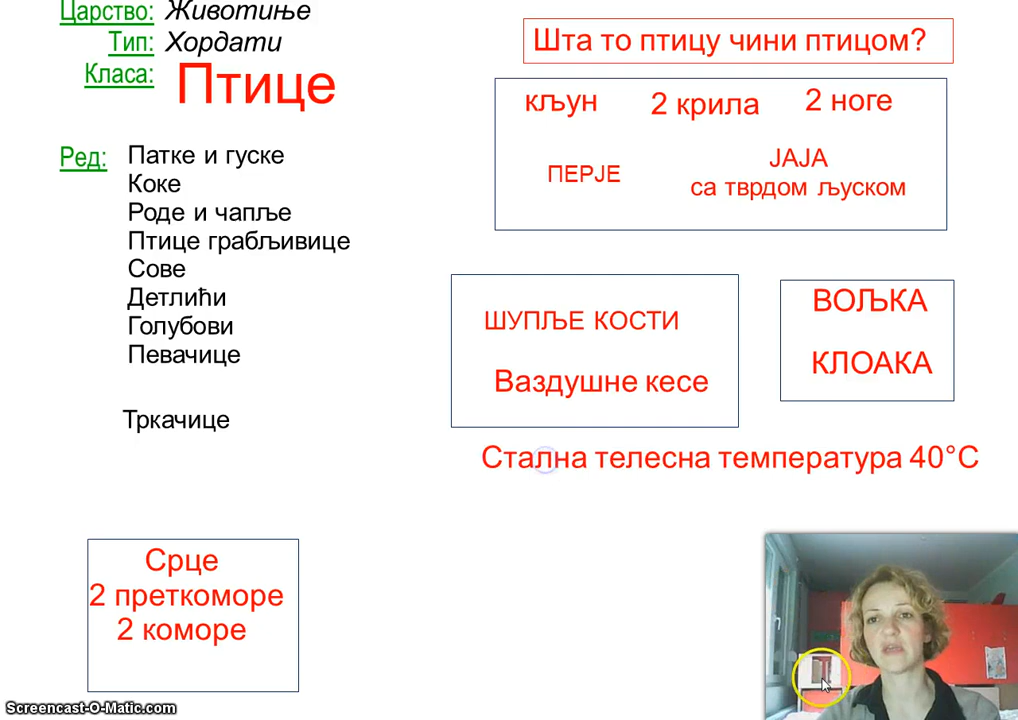 Царство: Животиње
Тип: Хордати
Класа: Птице
Ред: Патке и гуске
Коке
Роде и чапље
Птице грабљивице
Сове
Детлићи
Голубови
Певачице
Тркачице
Срце
2 преткоморе
2 коморе
Шта то птицу чини птицом?
кљун 2 крила 2 ноге
ПЕРЈЕ
ЈАЈА
са тврдом љуском
ШУПЉЕ КОСТИ
Ваздушне кесе
ВОЉКА
КЛОАКА
Стална телесна температура 40°C
Screencast-O-Matic.com